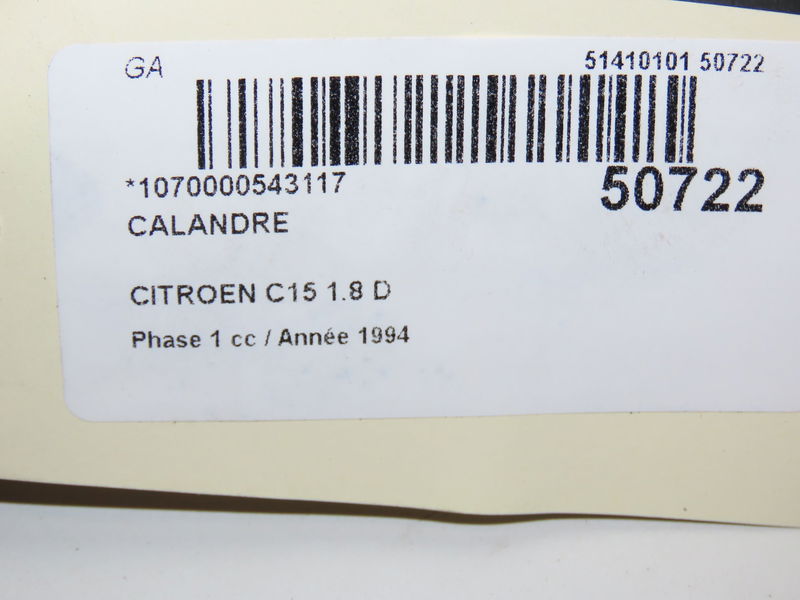 GA
51410101 50722
*1070000543117
50722
CALANDRE
CITROEN C15 1.8 D
Phase 1 cc / Année 1994